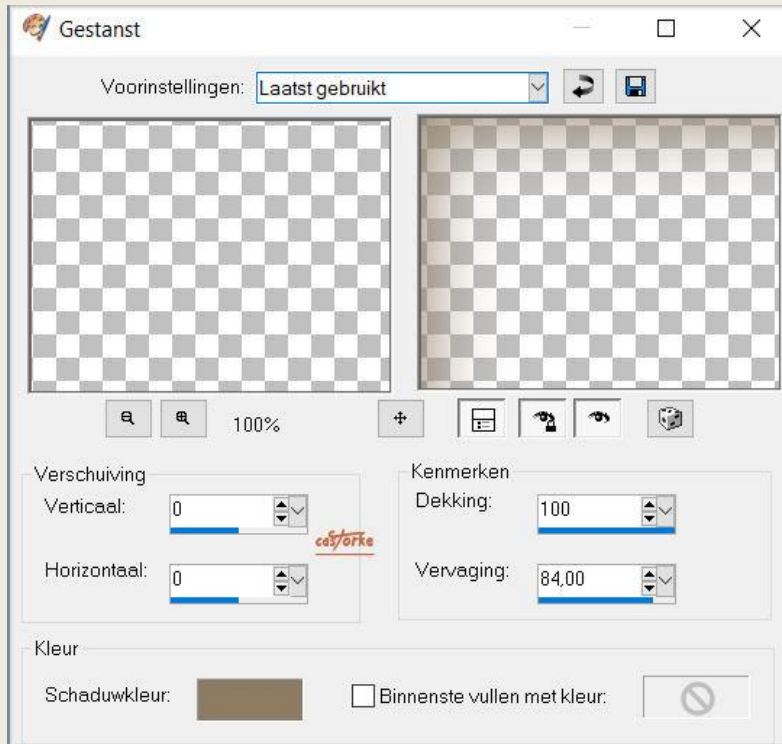 Gestanst
Voorinstellingen: Laatst gebruikt
100%
Verschuiving
Verticaal: 0
Horizontaal: 0
castorke
Kenmerken
Dekking: 100
Vervaging: 84,00
Kleur
Schaduwkleur:
Binnenste vullen met kleur: